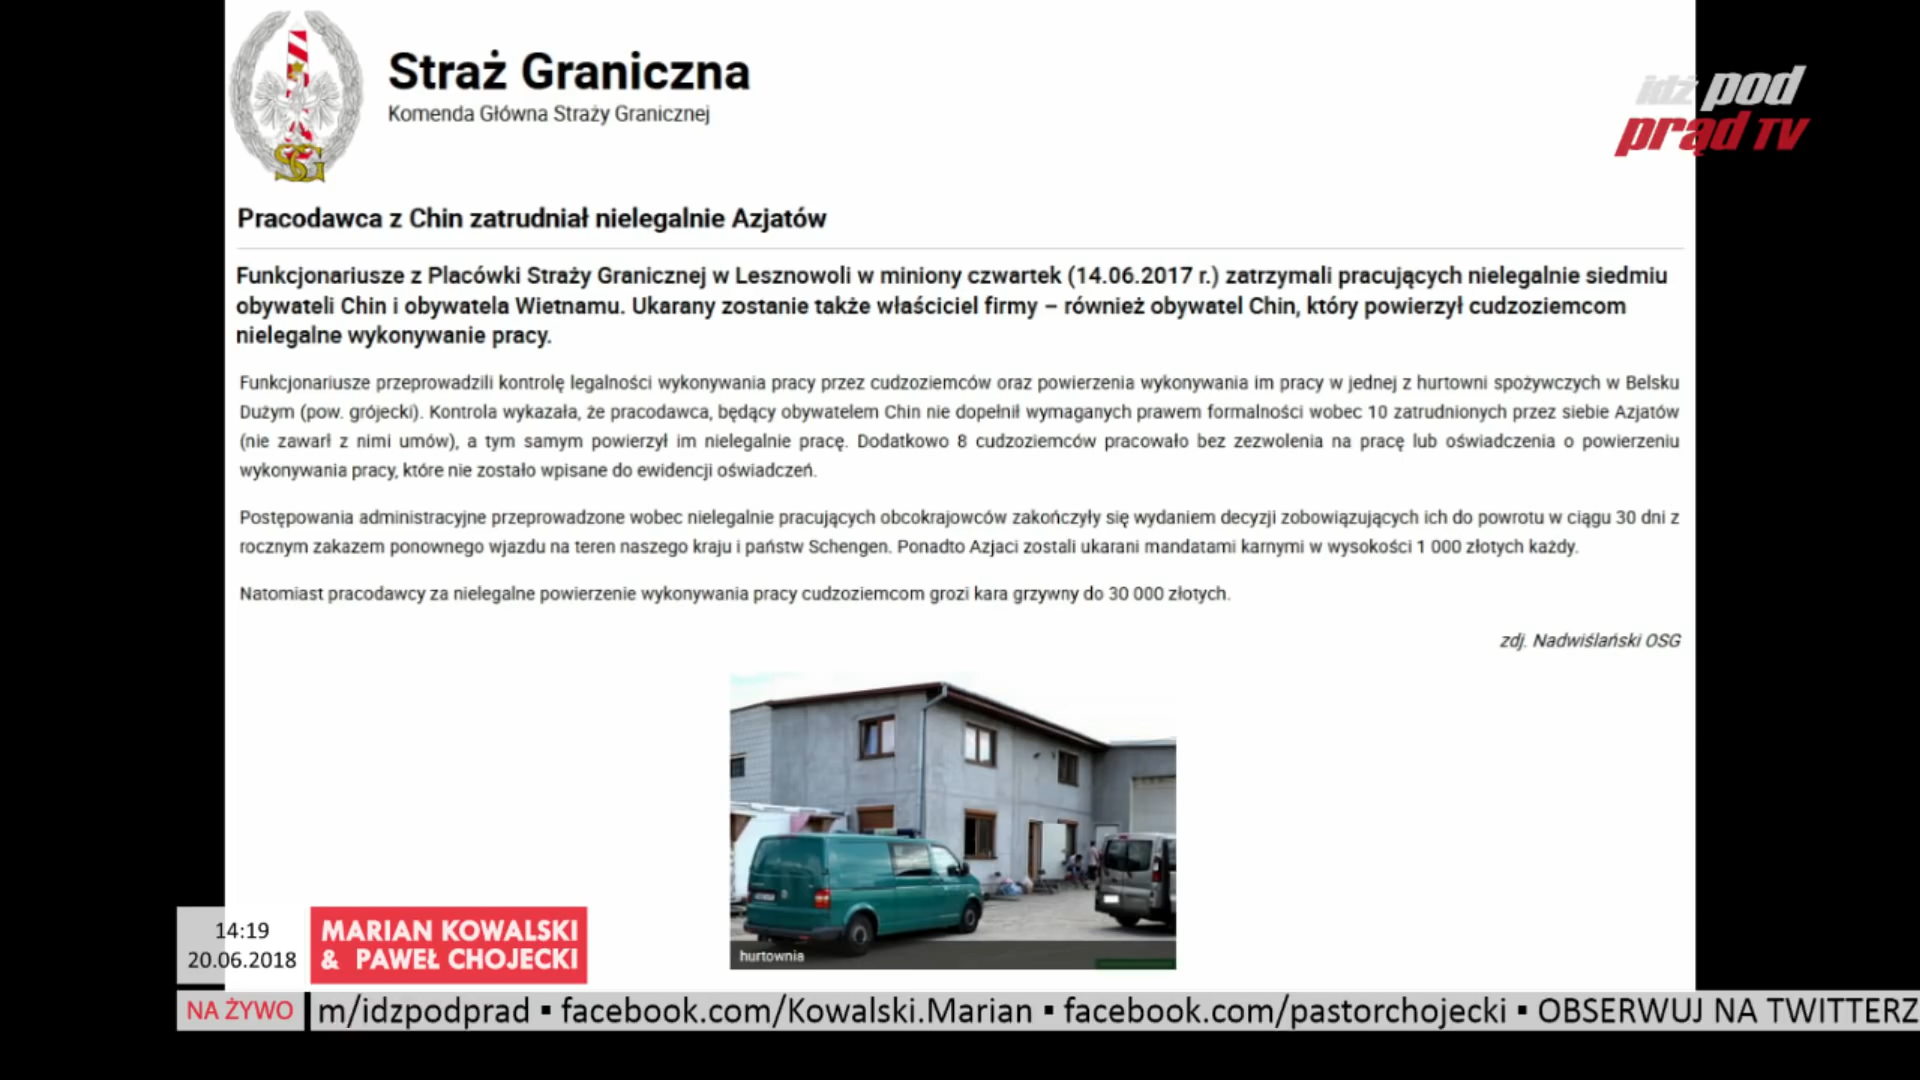 Straż Graniczna
Komenda Główna Straży Granicznej
SG
idź pod
prąd TV
Pracodawca z Chin zatrudniał nielegalnie Azjatów
Funkcjonariusze z Placówki Straży Granicznej w Lesznowoli w miniony czwartek (14.06.2017 r.) zatrzymali pracujących nielegalnie siedmiu
obywateli Chin i obywatela Wietnamu. Ukarany zostanie także właściciel firmy – również obywatel Chin, który powierzył cudzoziemcom
nielegalne wykonywanie pracy.
Funkcjonariusze przeprowadzili kontrolę legalności wykonywania pracy przez cudzoziemców oraz powierzenia wykonywania im pracy w jednej z hurtowni spożywczych w Belsku
Dużym (pow. grójecki). Kontrola wykazała, że pracodawca, będący obywatelem Chin nie dopełnił wymaganych prawem formalności wobec 10 zatrudnionych przez siebie Azjatów
(nie zawarł z nimi umów), a tym samym powierzył im nielegalnie pracę. Dodatkowo 8 cudzoziemców pracowało bez zezwolenia na pracę lub oświadczenia o powierzeniu
wykonywania pracy, które nie zostało wpisane do ewidencji oświadczeń.
Postępowania administracyjne przeprowadzone wobec nielegalnie pracujących obcokrajowców zakończyły się wydaniem decyzji zobowiązujących ich do powrotu w ciągu 30 dni z
rocznym zakazem ponownego wjazdu na teren naszego kraju i państw Schengen. Ponadto Azjaci zostali ukarani mandatami karnymi w wysokości 1 000 złotych każdy.
Natomiast pracodawcy za nielegalne powierzenie wykonywania pracy cudzoziemcom grozi kara grzywny do 30 000 złotych.
zdj. Nadwiślański OSG
hurtownia
14:19
20.06.2018
MARIAN KOWALSKI
& PAWEŁ CHOJECKI
NA ŻYWO
m/idzpodprad ▪ facebook.com/Kowalski.Marian ▪ facebook.com/pastorchojecki ▪ OBSERWUJ NA TWITTERZ